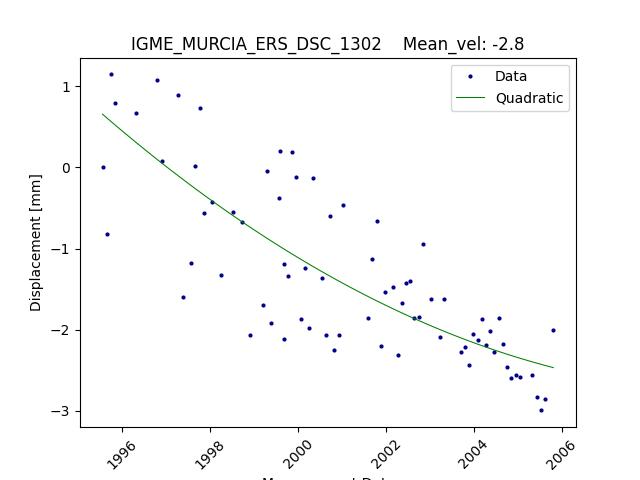 IGME_MURCIA_ERS_DSC_1302    Mean_vel: -2.8
Data
Quadratic
Displacement [mm]
1
0
−1
−2
−3
1996
1998
2000
2002
2004
2006